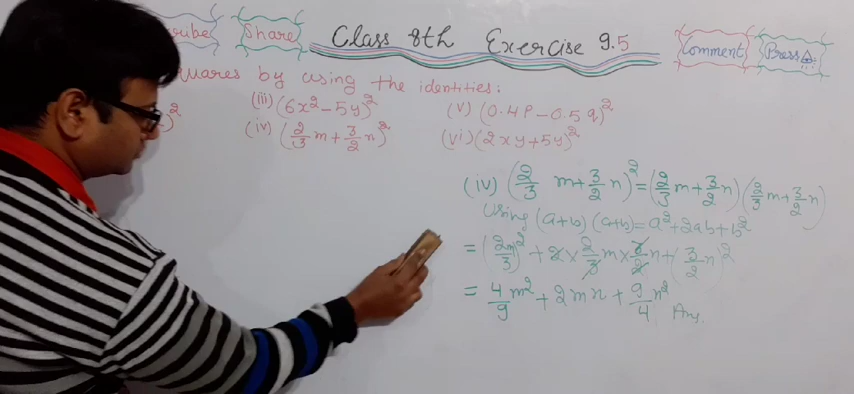 Share Class 8th Exercise 9.5 Comment Press
by using the identities:
(iii) (6x²-5y)² (v) (0.4p-0.5q)²
(iv) (2/3 m+3/2 n)² (vi) (2xy+5y)²
(iv) (2/3 m+3/2 n)²=(2/3 m+3/2 n)(2/3 m+3/2 n)
Using (a+b)(a+b)=a²+2ab+b²
=(2m/3)²+2×2/3 m×3/2 n+(3/2 n)²
=4/9 m²+2mn+9/4 n² Ans.